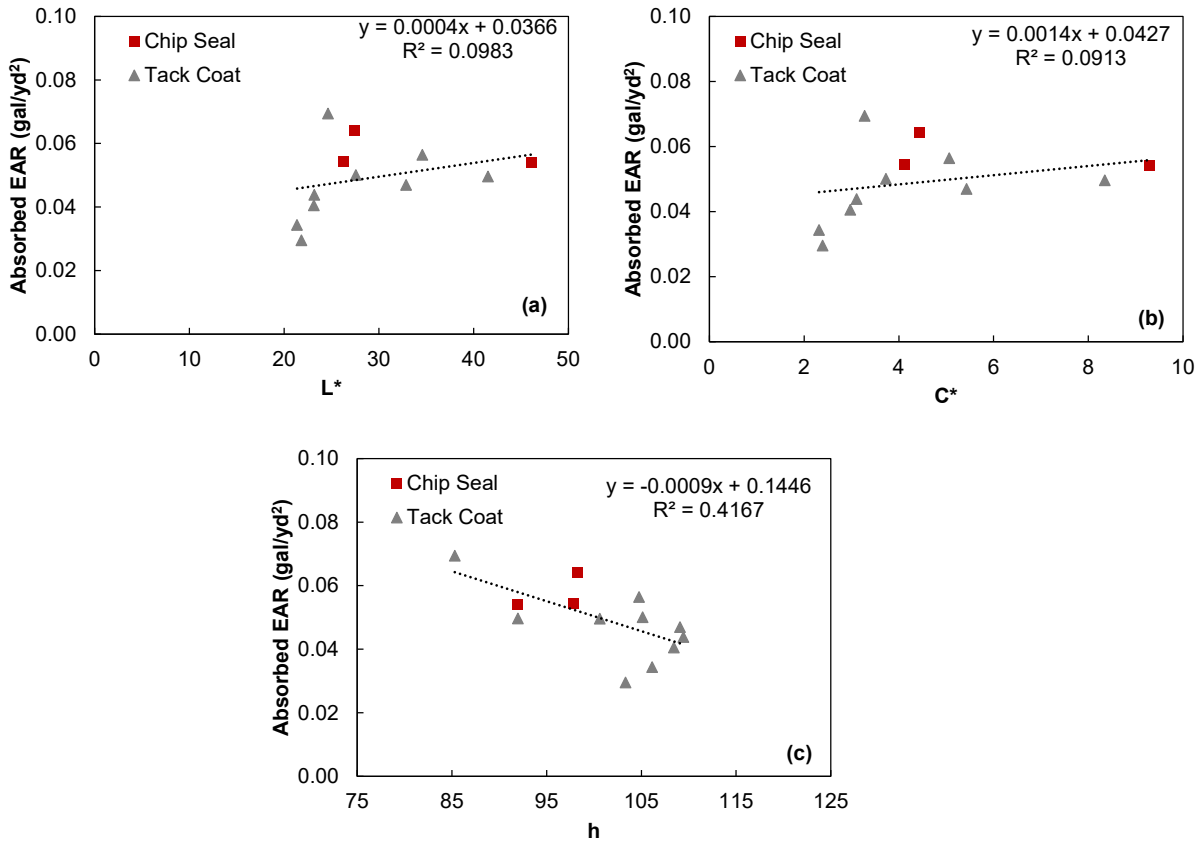 y = 0.0004x + 0.0366
R² = 0.0983
Chip Seal
Tack Coat
0.10
0.08
0.06
0.04
0.02
0.00
Absorbed EAR (gal/yd²)
(a)
0 10 20 30 40 50
L*
y = 0.0014x + 0.0427
R² = 0.0913
Chip Seal
Tack Coat
0.10
0.08
0.06
0.04
0.02
0.00
Absorbed EAR (gal/yd²)
(b)
0 2 4 6 8 10
C*
y = -0.0009x + 0.1446
R² = 0.4167
Chip Seal
Tack Coat
0.10
0.08
0.06
0.04
0.02
0.00
Absorbed EAR (gal/yd²)
(c)
75 85 95 105 115 125
h